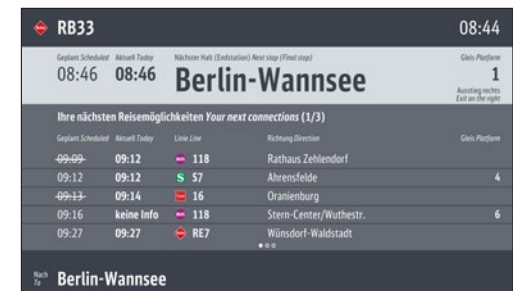 RB33 08:44
Geplant Scheduled Aktuell Today Nächster Halt (Endstation) Next stop (Final stop) Gleis Platform
08:46 08:46 Berlin-Wannsee 1
Ausstieg rechts
Exit on the right
Ihre nächsten Reisemöglichkeiten Your next connections (1/3)
Geplant Scheduled Aktuell Today Linie Line Richtung Direction Gleis Platform
09:09 09:12 BUS 118 Rathaus Zehlendorf
09:12 09:12 S S7 Ahrensfelde 4
09:13 09:14 16 Oranienburg
09:16 keine Info BUS 118 Stern-Center/Wuthestr. 6
09:27 09:27 RE7 Wünsdorf-Waldstadt
Nach
To Berlin-Wannsee